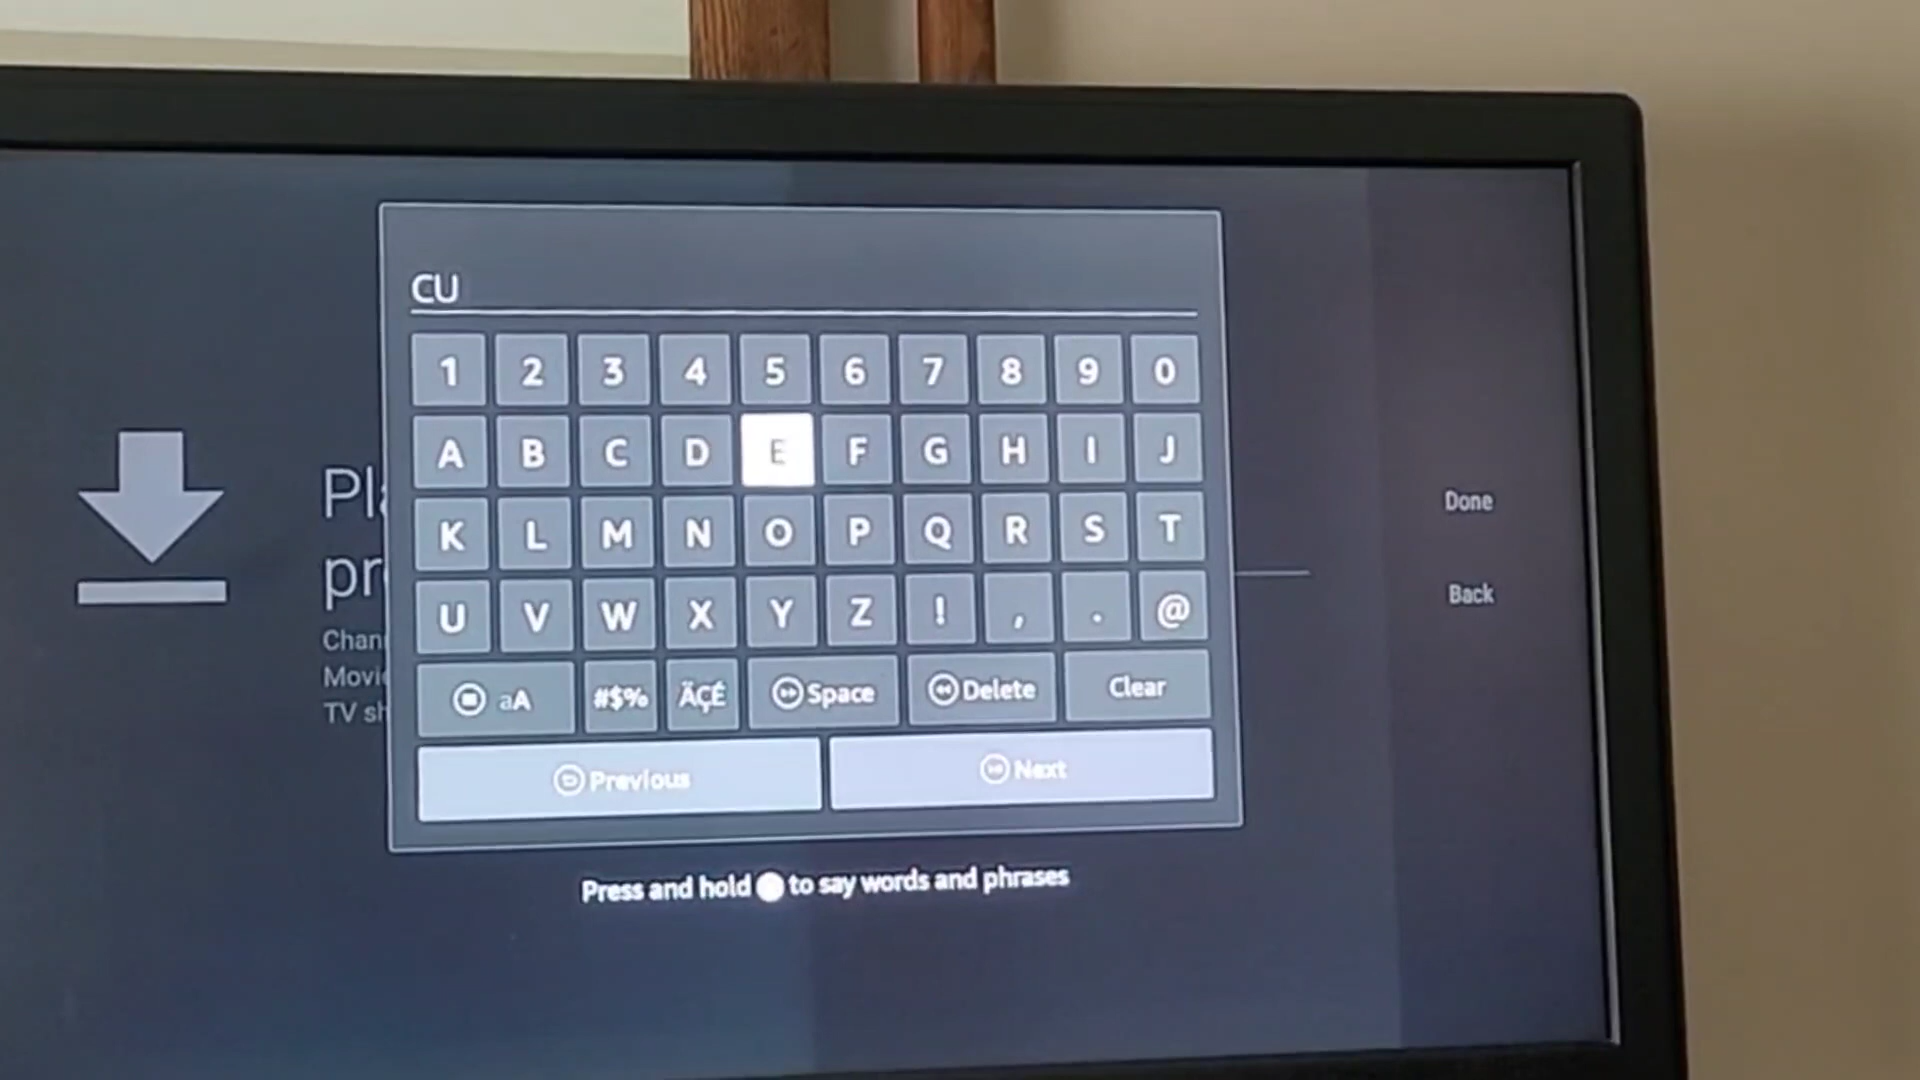 CU
1 2 3 4 5 6 7 8 9 0
A B C D E F G H I J
K L M N O P Q R S T
U V W X Y Z ! , . @
aA #$% ÄÇÉ Space Delete Clear
Previous Next
Press and hold to say words and phrases
Pl
pr
Chan
Movi
TV sh
Done
Back